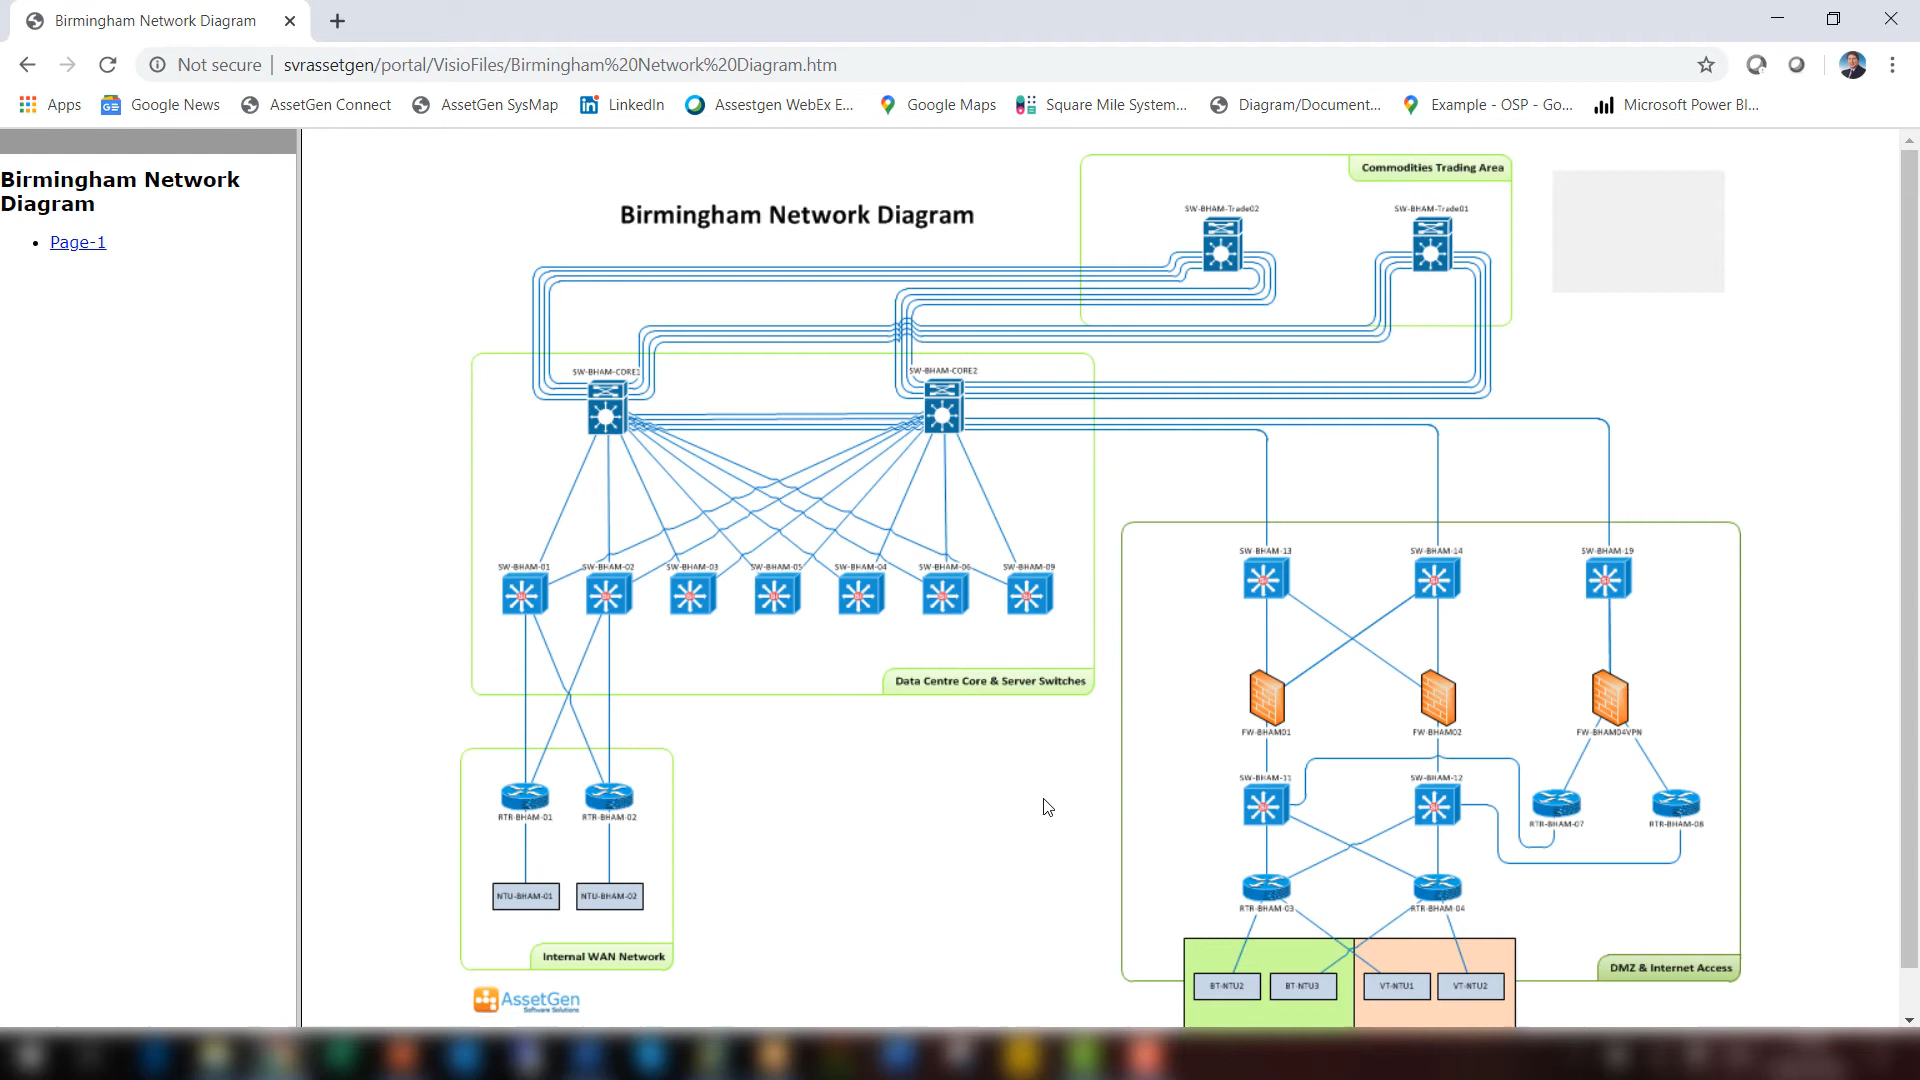 Birmingham Network Diagram
Not secure
svrassetgen/portal/VisioFiles/Birmingham%20Network%20Diagram.htm
Apps
Google News
AssetGen Connect
AssetGen SysMap
LinkedIn
Assestgen WebEx E...
Google Maps
Square Mile System...
Diagram/Document...
Example - OSP - Go...
Microsoft Power BI...
Birmingham Network
Diagram
Page-1
Birmingham Network Diagram
Commodities Trading Area
SW-BHAM-Trade02
SW-BHAM-Trade01
SW-BHAM-CORE1
SW-BHAM-CORE2
SW-BHAM-01
SW-BHAM-02
SW-BHAM-03
SW-BHAM-05
SW-BHAM-04
SW-BHAM-06
SW-BHAM-09
Data Centre Core & Server Switches
SW-BHAM-13
SW-BHAM-14
SW-BHAM-19
FW-BHAM01
FW-BHAM02
FW-BHAM04VPN
SW-BHAM-11
SW-BHAM-12
RTR-BHAM-07
RTR-BHAM-08
RTR-BHAM-03
RTR-BHAM-04
BT-NTU2
BT-NTU3
VT-NTU1
VT-NTU2
DMZ & Internet Access
RTR-BHAM-01
RTR-BHAM-02
NTU-BHAM-01
NTU-BHAM-02
Internal WAN Network
AssetGen
Software Solutions